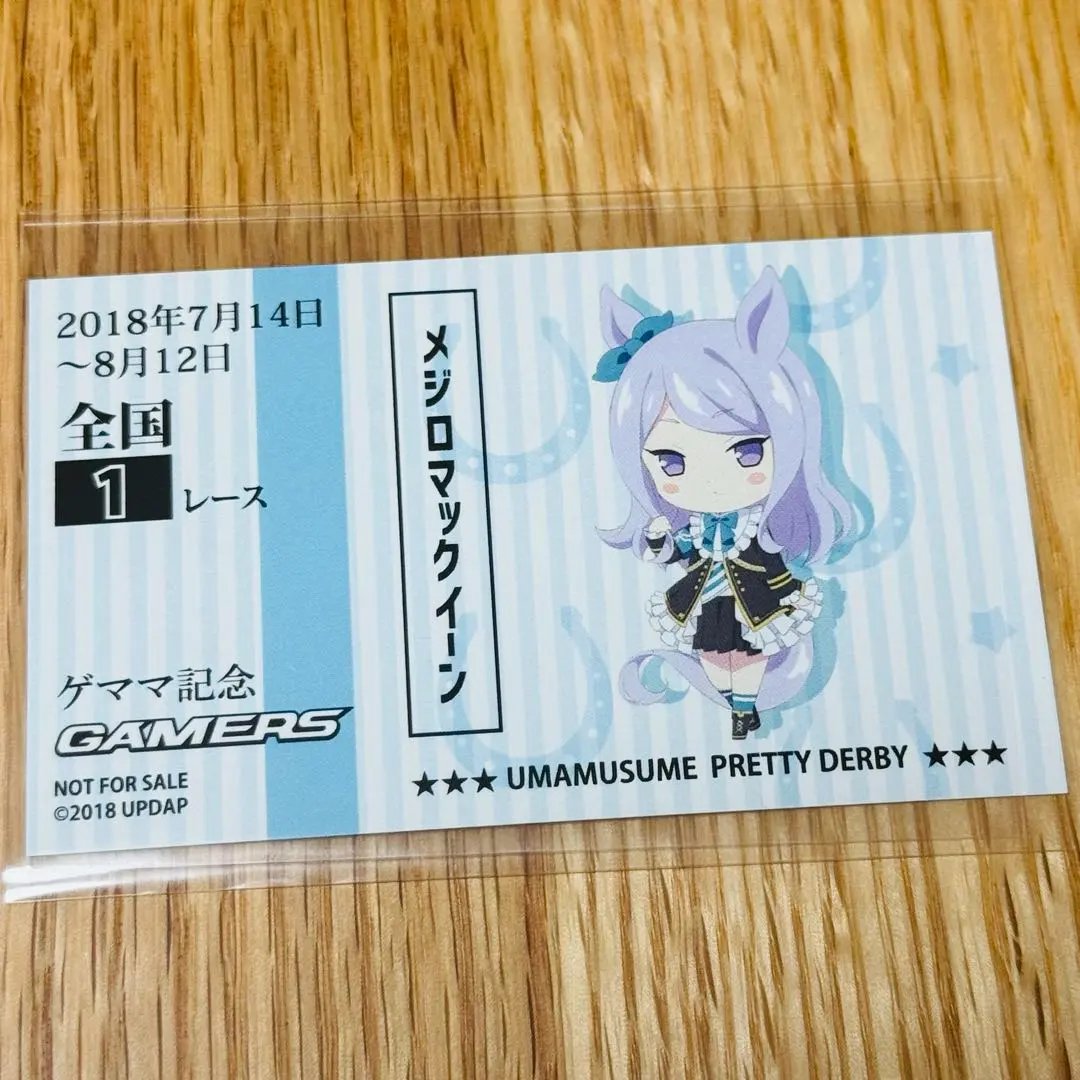 2018年7月14日
~8月12日
全国
1 レース
ゲママ記念
GAMERS
NOT FOR SALE
©2018 UPDAP
メジロマックイーン
★★★ UMAMUSUME PRETTY DERBY ★★★